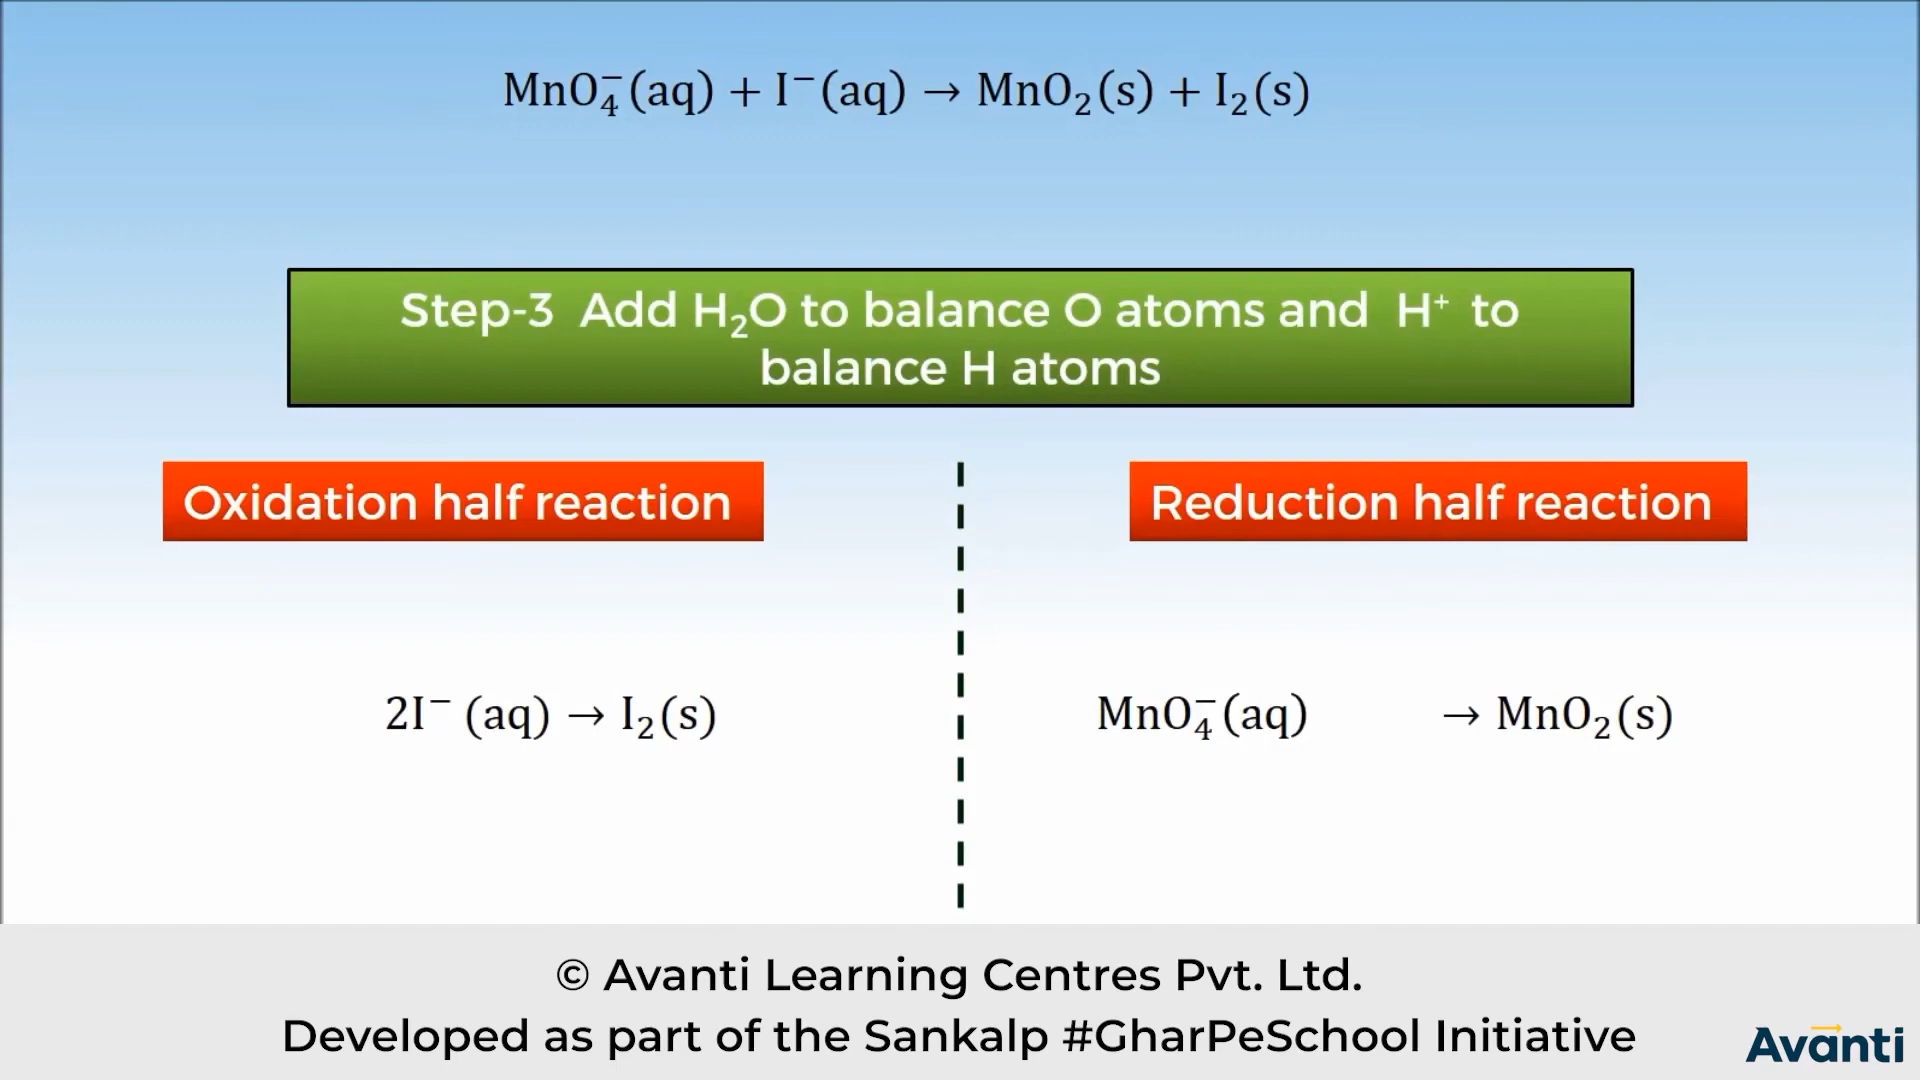 MnO₄⁻(aq) + I⁻(aq) → MnO₂(s) + I₂(s)
Step-3 Add H₂O to balance O atoms and H⁺ to
balance H atoms
Oxidation half reaction
Reduction half reaction
2I⁻ (aq) → I₂(s)
MnO₄⁻(aq) → MnO₂(s)
© Avanti Learning Centres Pvt. Ltd.
Developed as part of the Sankalp #GharPeSchool Initiative
Avanti